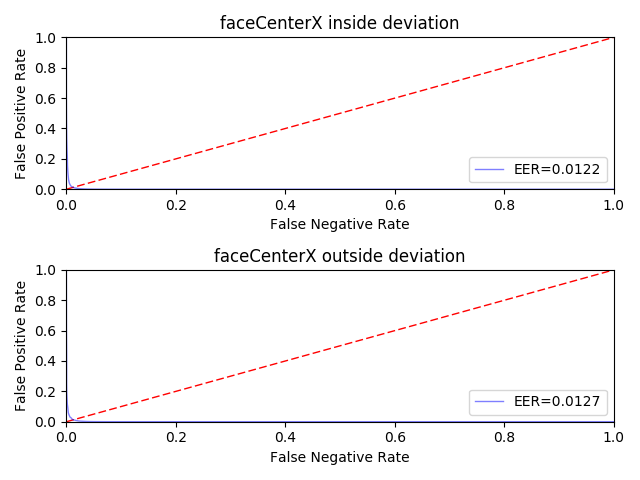 faceCenterX inside deviation
1.0
0.8
0.6
0.4
0.2
0.0
False Positive Rate
EER=0.0122
0.0 0.2 0.4 0.6 0.8 1.0
False Negative Rate
faceCenterX outside deviation
1.0
0.8
0.6
0.4
0.2
0.0
False Positive Rate
EER=0.0127
0.0 0.2 0.4 0.6 0.8 1.0
False Negative Rate